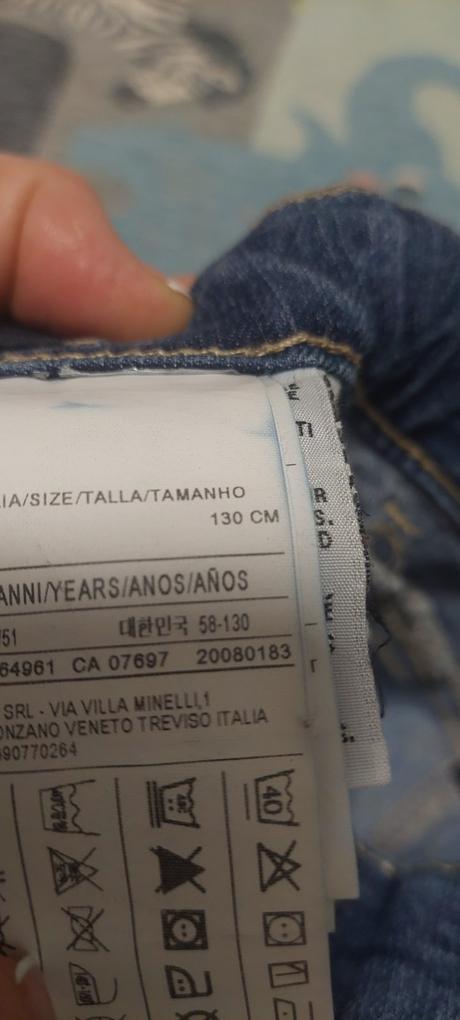 IA/SIZE/TALLA/TAMANHO
130 CM
ANNI/YEARS/ANOS/AÑOS
/51 대한민국 58-130
64961 CA 07697 20080183
SRL - VIA VILLA MINELLI,1
ONZANO VENETO TREVISO ITALIA
90770264
40